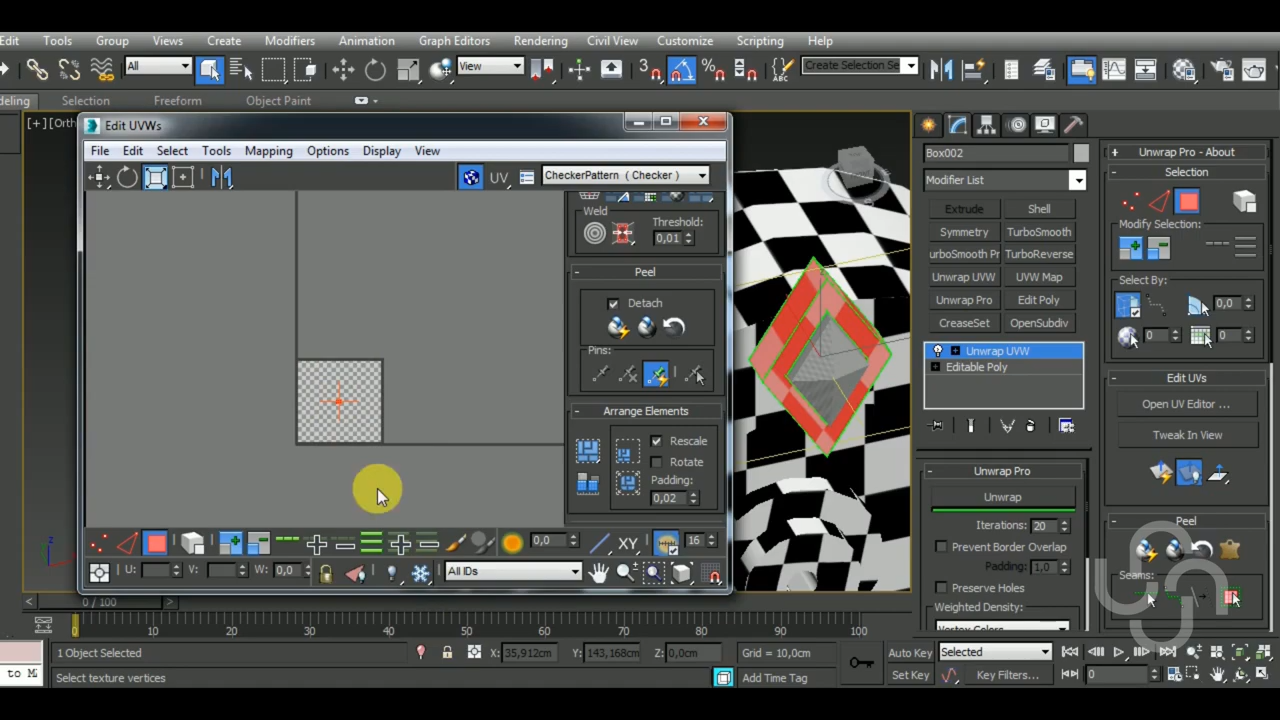 Edit Tools Group Views Create Modifiers Animation Graph Editors Rendering Civil View Customize Scripting Help
All View 3 % ABC Create Selection Se
deling Selection Freeform Object Paint
[+][Orth
Edit UVWs
File Edit Select Tools Mapping Options Display View
UV CheckerPattern ( Checker )
Weld
Threshold:
0,01
Peel
Detach
Pins:
Arrange Elements
Rescale
Rotate
Padding:
0,02
0,0 XY 16
U: V: W: 0,0 All IDs
Box002
Modifier List
Extrude Shell
Symmetry TurboSmooth
urboSmooth Pr TurboReverse
Unwrap UVW UVW Map
Unwrap Pro Edit Poly
CreaseSet OpenSubdiv
Unwrap UVW
Editable Poly
Unwrap Pro
Unwrap
Iterations: 20
Prevent Border Overlap
Padding: 1,0
Preserve Holes
Weighted Density:
Vertex Colors
Unwrap Pro - About
Selection
Modify Selection:
Select By:
0,0
0 0
Edit UVs
Open UV Editor ...
Tweak In View
Peel
Seams:
0 / 100
0 10 20 30 40 50 60 70 80 90 100
1 Object Selected X: 35,912cm Y: 143,168cm Z: 0,0cm Grid = 10,0cm Auto Key Selected
to Mi Select texture vertices Add Time Tag Set Key Key Filters... 0